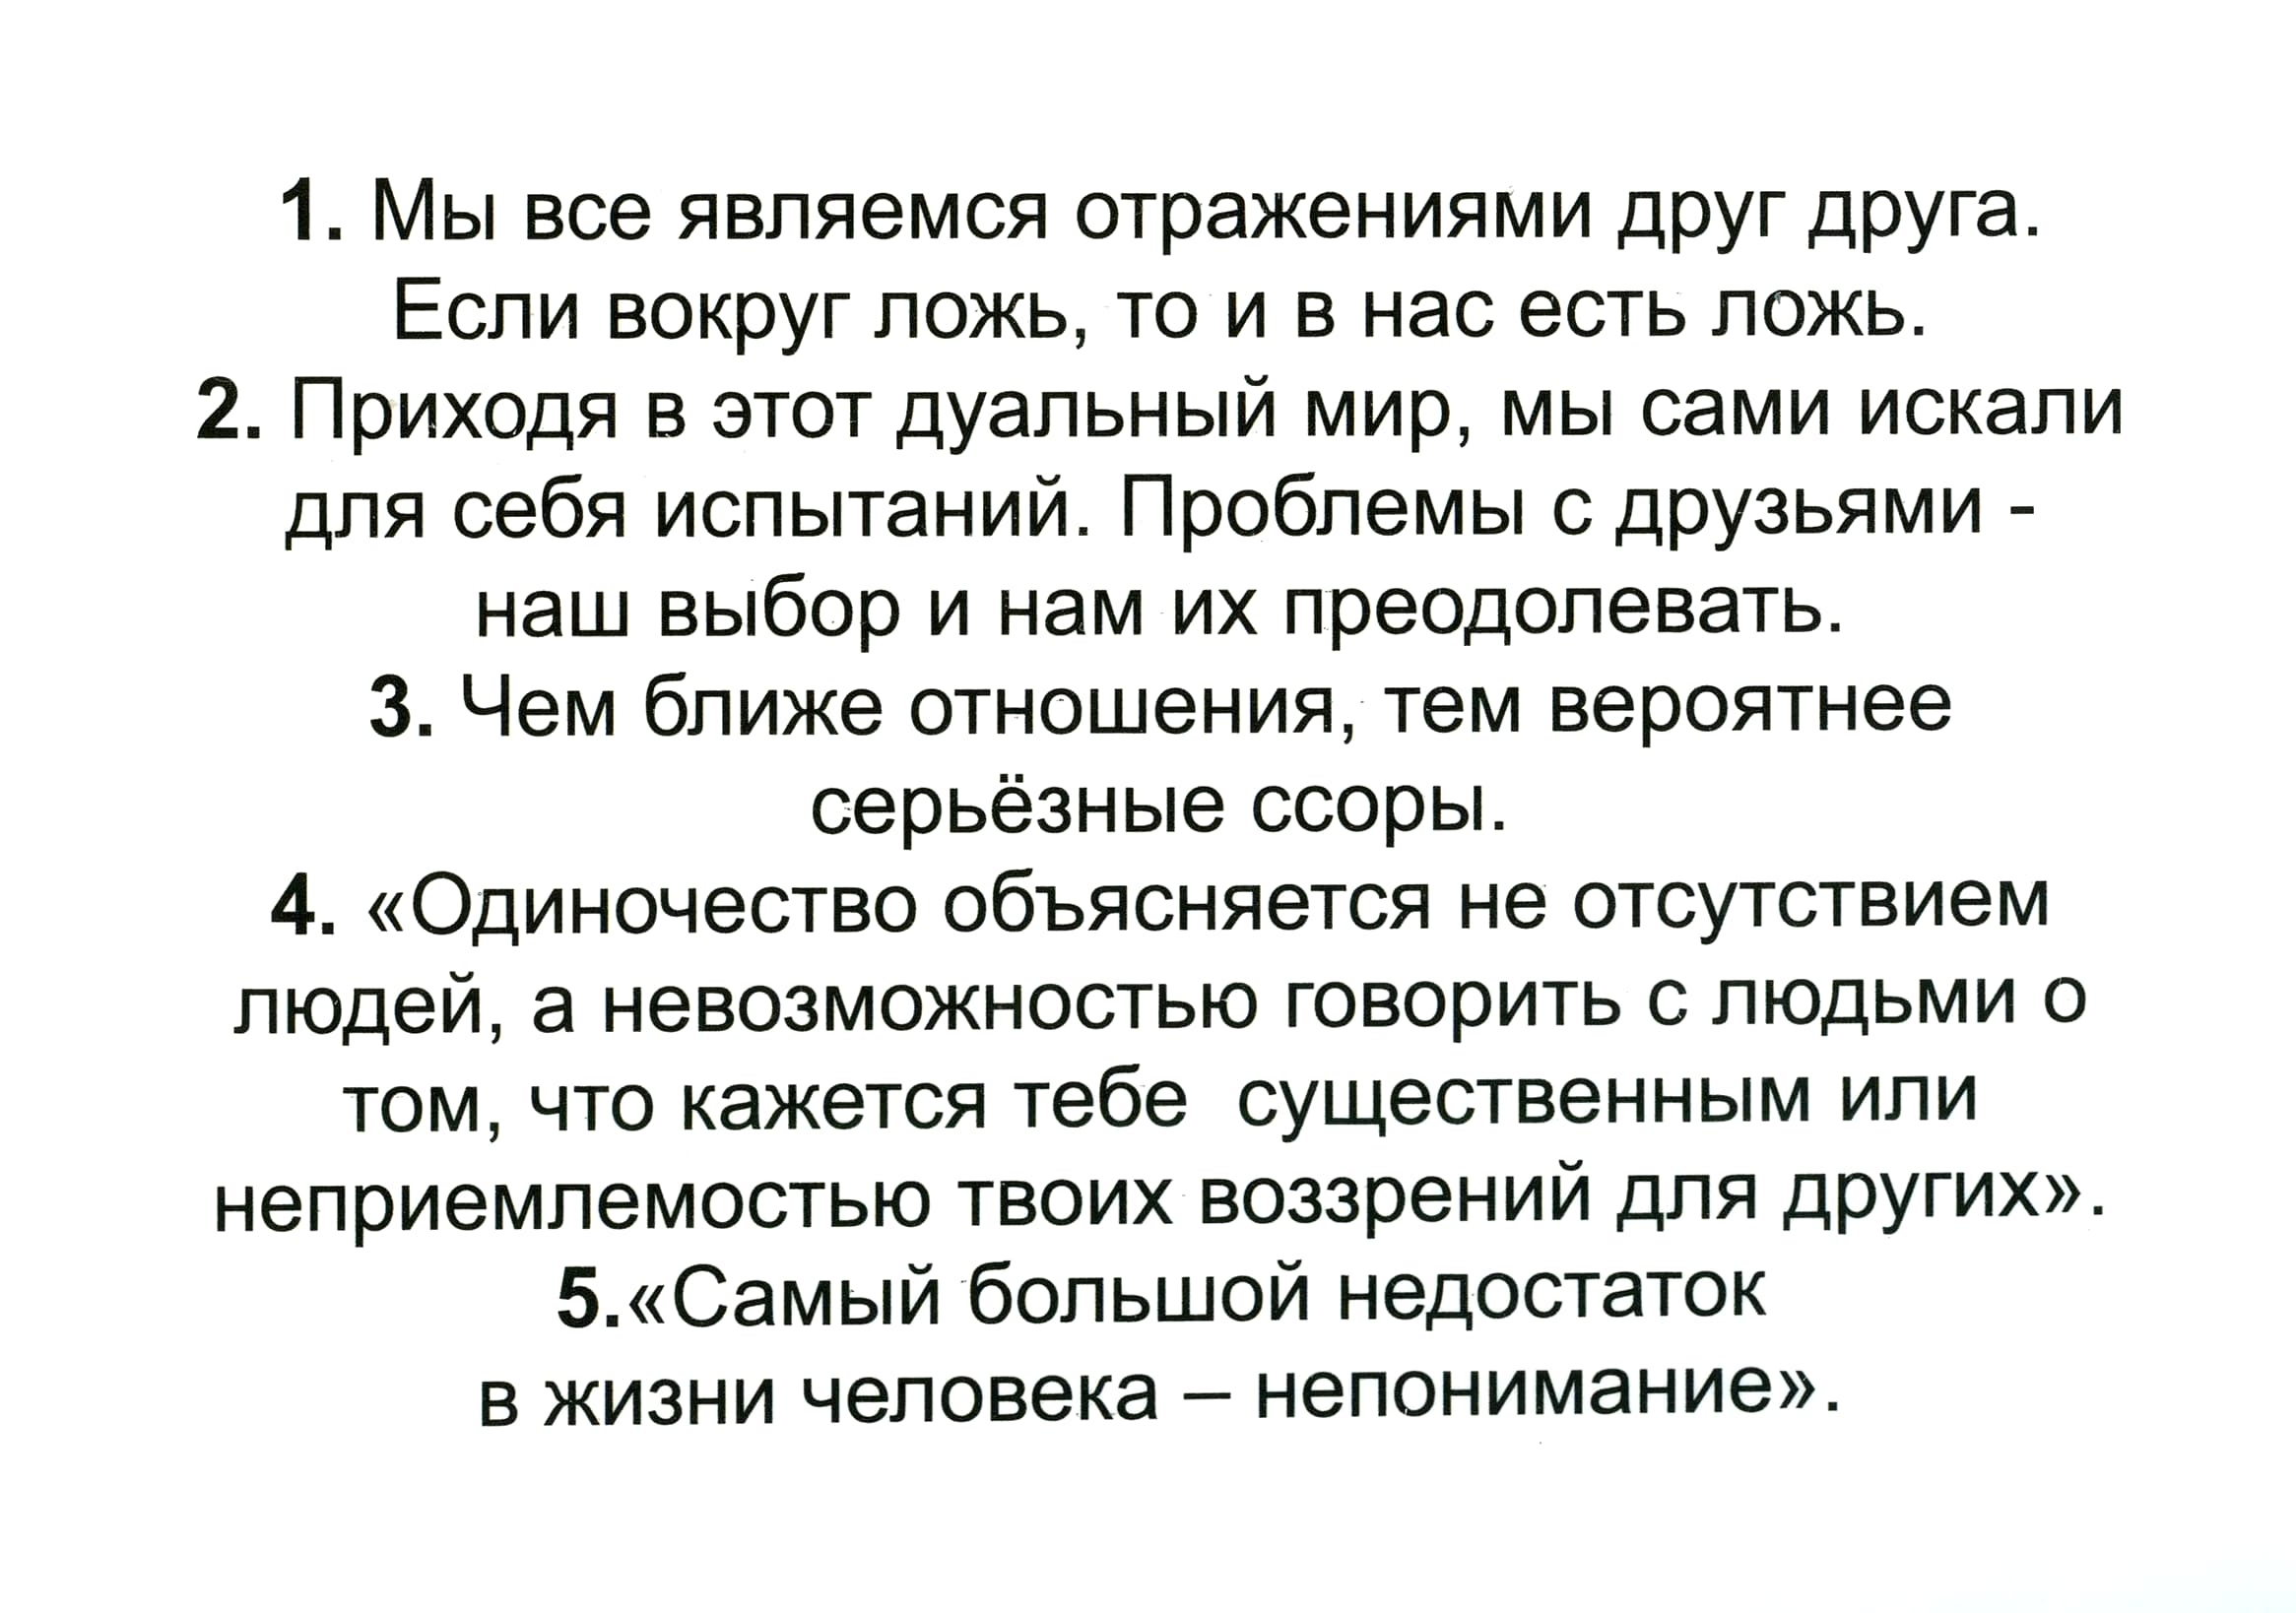 1. Мы все являемся отражениями друг друга.
Если вокруг ложь, то и в нас есть ложь.
2. Приходя в этот дуальный мир, мы сами искали
для себя испытаний. Проблемы с друзьями -
наш выбор и нам их преодолевать.
3. Чем ближе отношения, тем вероятнее
серьёзные ссоры.
4. «Одиночество объясняется не отсутствием
людей, а невозможностью говорить с людьми о
том, что кажется тебе  существенным или
неприемлемостью твоих воззрений для других».
5.«Самый большой недостаток
в жизни человека – непонимание».